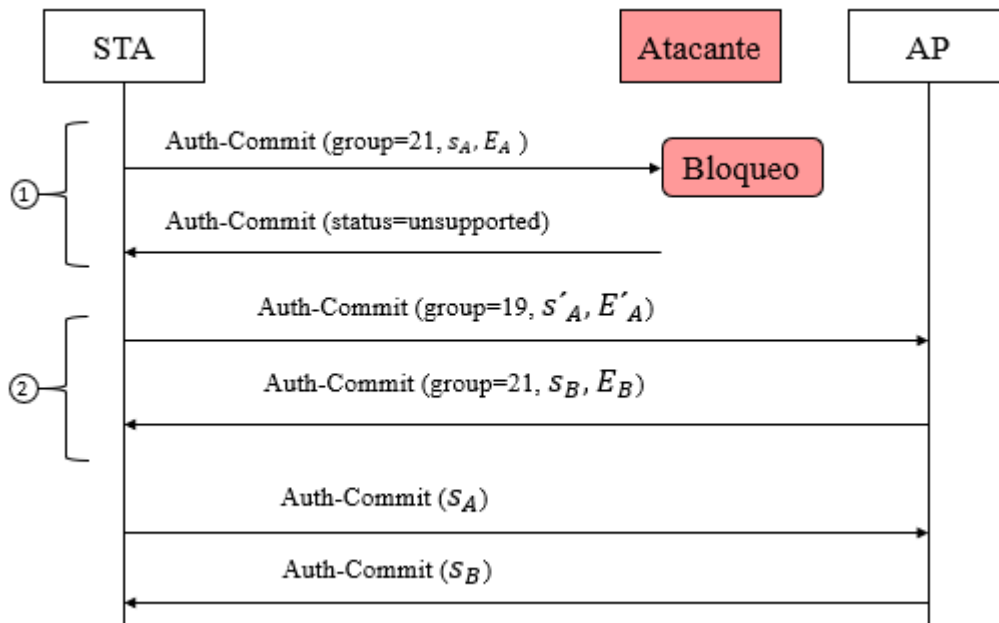 STA
Atacante
AP
Auth-Commit (group=21, s_A, E_A )
Bloqueo
1
Auth-Commit (status=unsupported)
Auth-Commit (group=19, s´_A, E´_A)
2
Auth-Commit (group=21, s_B, E_B)
Auth-Commit (s_A)
Auth-Commit (s_B)